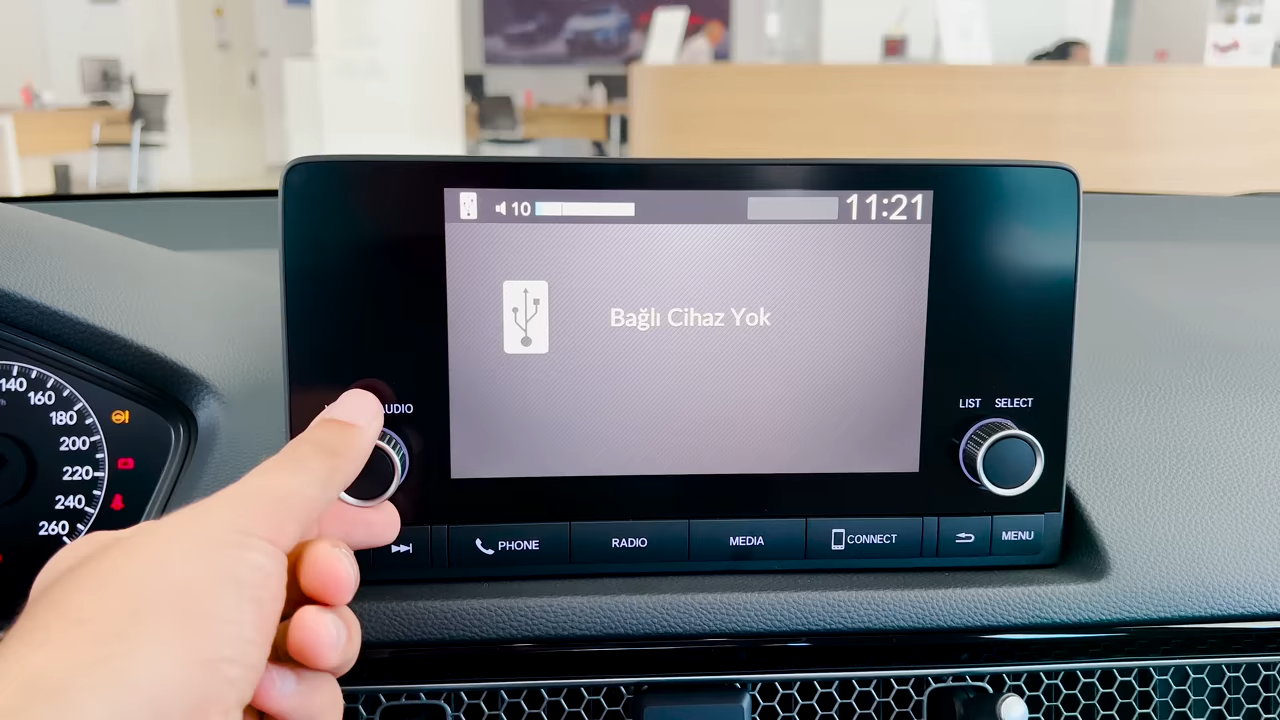 10
11:21
Bağlı Cihaz Yok
AUDIO
LIST SELECT
PHONE
RADIO
MEDIA
CONNECT
MENU
140
160
180
200
220
240
260